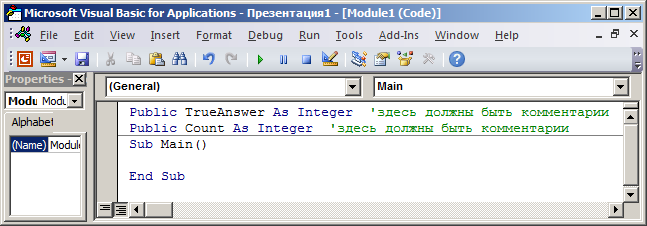 Microsoft Visual Basic for Applications - Презентация1 - [Module1 (Code)]
File Edit View Insert Format Debug Run Tools Add-Ins Window Help
Properties -
(General)
Main
Modu Modu
Alphabet
(Name) Module
Public TrueAnswer As Integer 'здесь должны быть комментарии
Public Count As Integer 'здесь должны быть комментарии
Sub Main()
End Sub